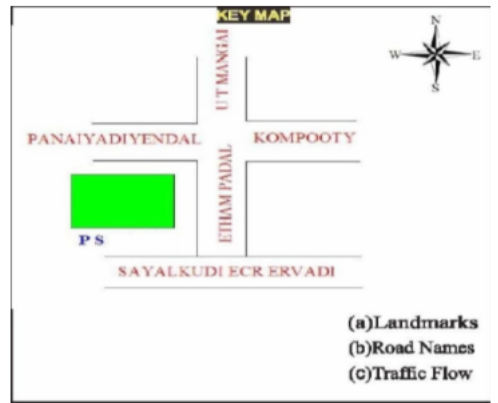 KEY MAP
N
W E
S
U T MANGAI
PANAIYADIYENDAL KOMPOOTY
ETHAM PADAL
P S
SAYALKUDI ECR ERVADI
(a)Landmarks
(b)Road Names
(c)Traffic Flow